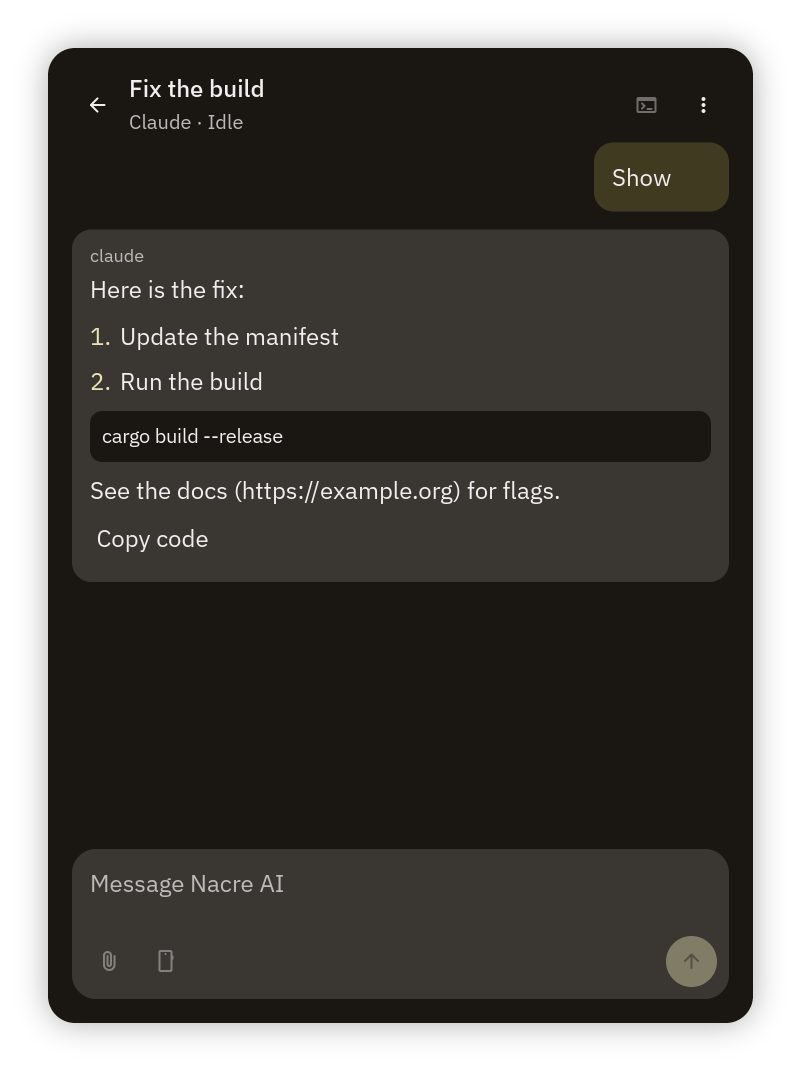 Fix the build
Claude · Idle
Show
claude
Here is the fix:
1. Update the manifest
2. Run the build
cargo build --release
See the docs (https://example.org) for flags.
Copy code
Message Nacre AI